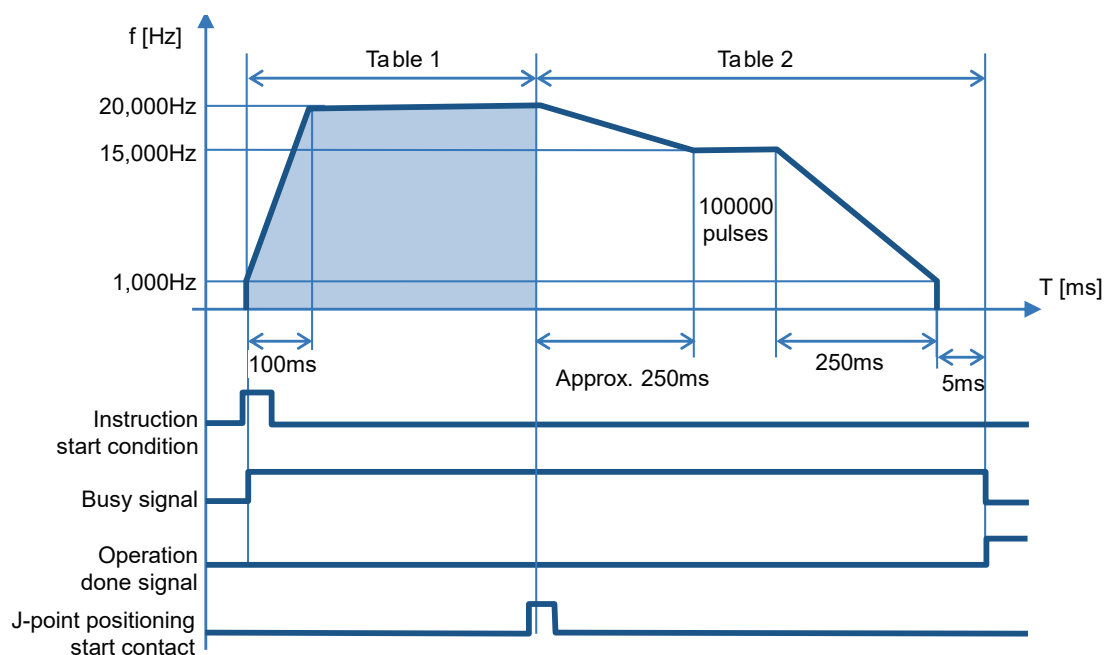 f [Hz]
Table 1
Table 2
20,000Hz
15,000Hz
100000
pulses
1,000Hz
T [ms]
100ms
Approx. 250ms
250ms
5ms
Instruction
start condition
Busy signal
Operation
done signal
J-point positioning
start contact